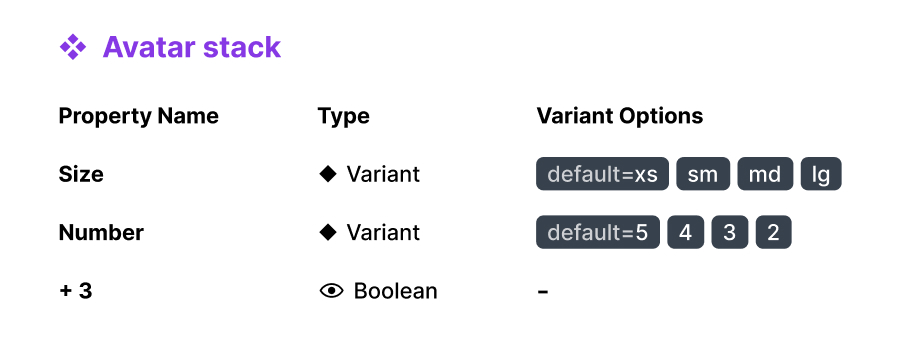 Avatar stack
Property Name Type Variant Options
Size Variant default=xs sm md lg
Number Variant default=5 4 3 2
+ 3 Boolean –